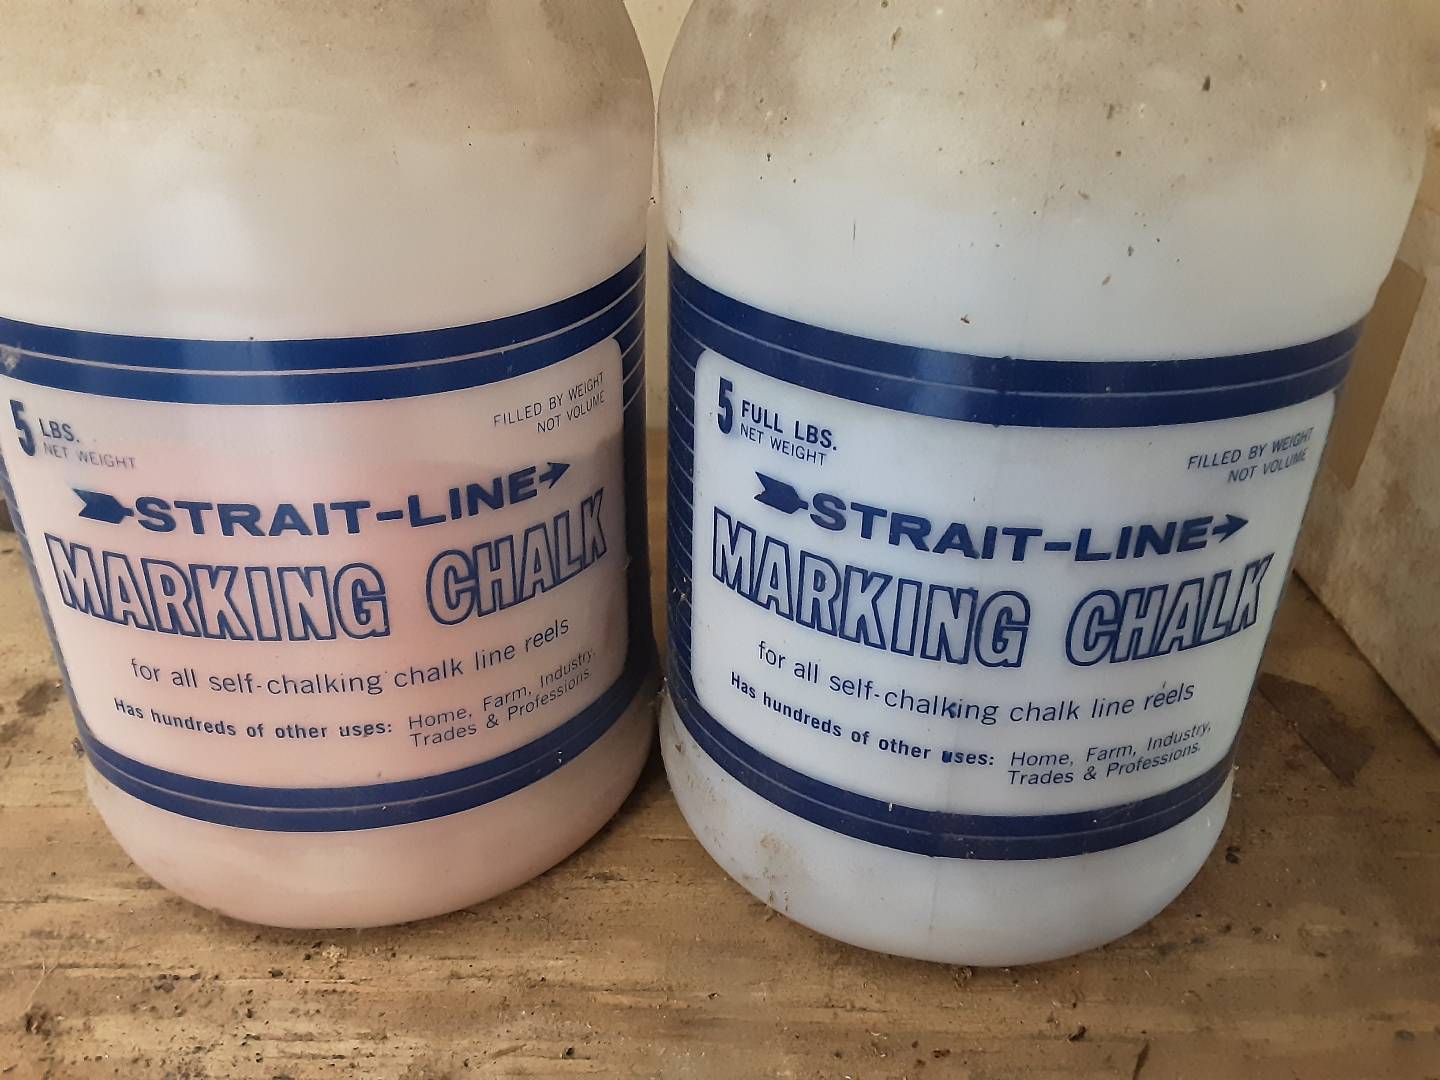 5 LBS.
NET WEIGHT
FILLED BY WEIGHT
NOT VOLUME
STRAIT-LINE
MARKING CHALK
for all self-chalking chalk line reels
Has hundreds of other uses: Home, Farm, Industry,
Trades & Professions.
5 FULL LBS.
NET WEIGHT
FILLED BY WEIGHT
NOT VOLUME
STRAIT-LINE
MARKING CHALK
for all self-chalking chalk line reels
Has hundreds of other uses: Home, Farm, Industry,
Trades & Professions.